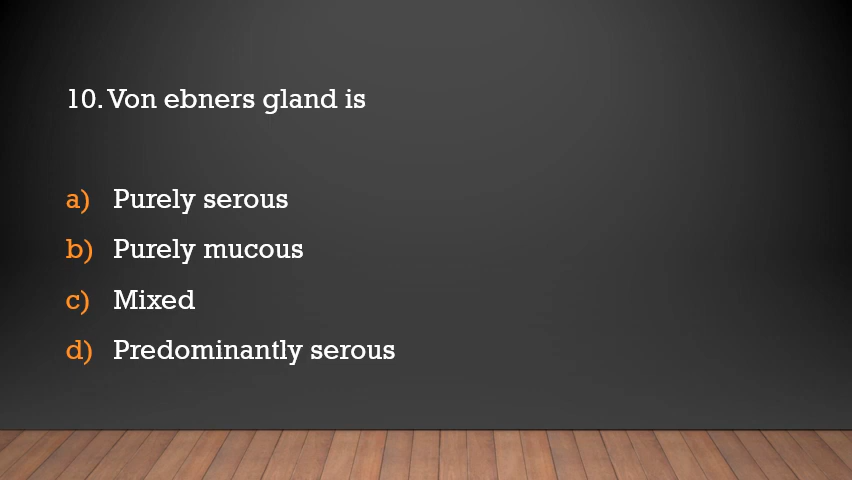 10. Von ebners gland is
a) Purely serous
b) Purely mucous
c) Mixed
d) Predominantly serous